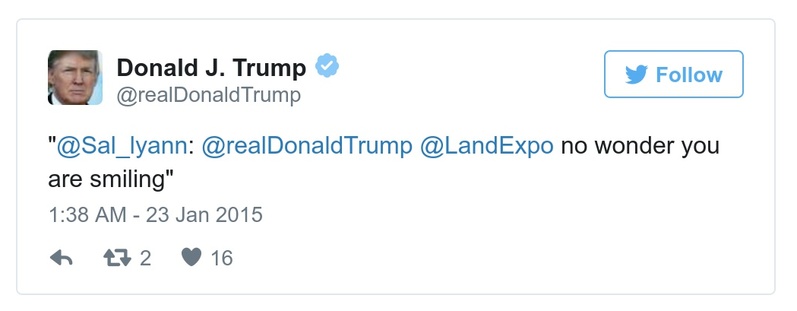 Donald J. Trump
@realDonaldTrump
Follow
"@Sal_lyann: @realDonaldTrump @LandExpo no wonder you
are smiling"
1:38 AM - 23 Jan 2015
2 16